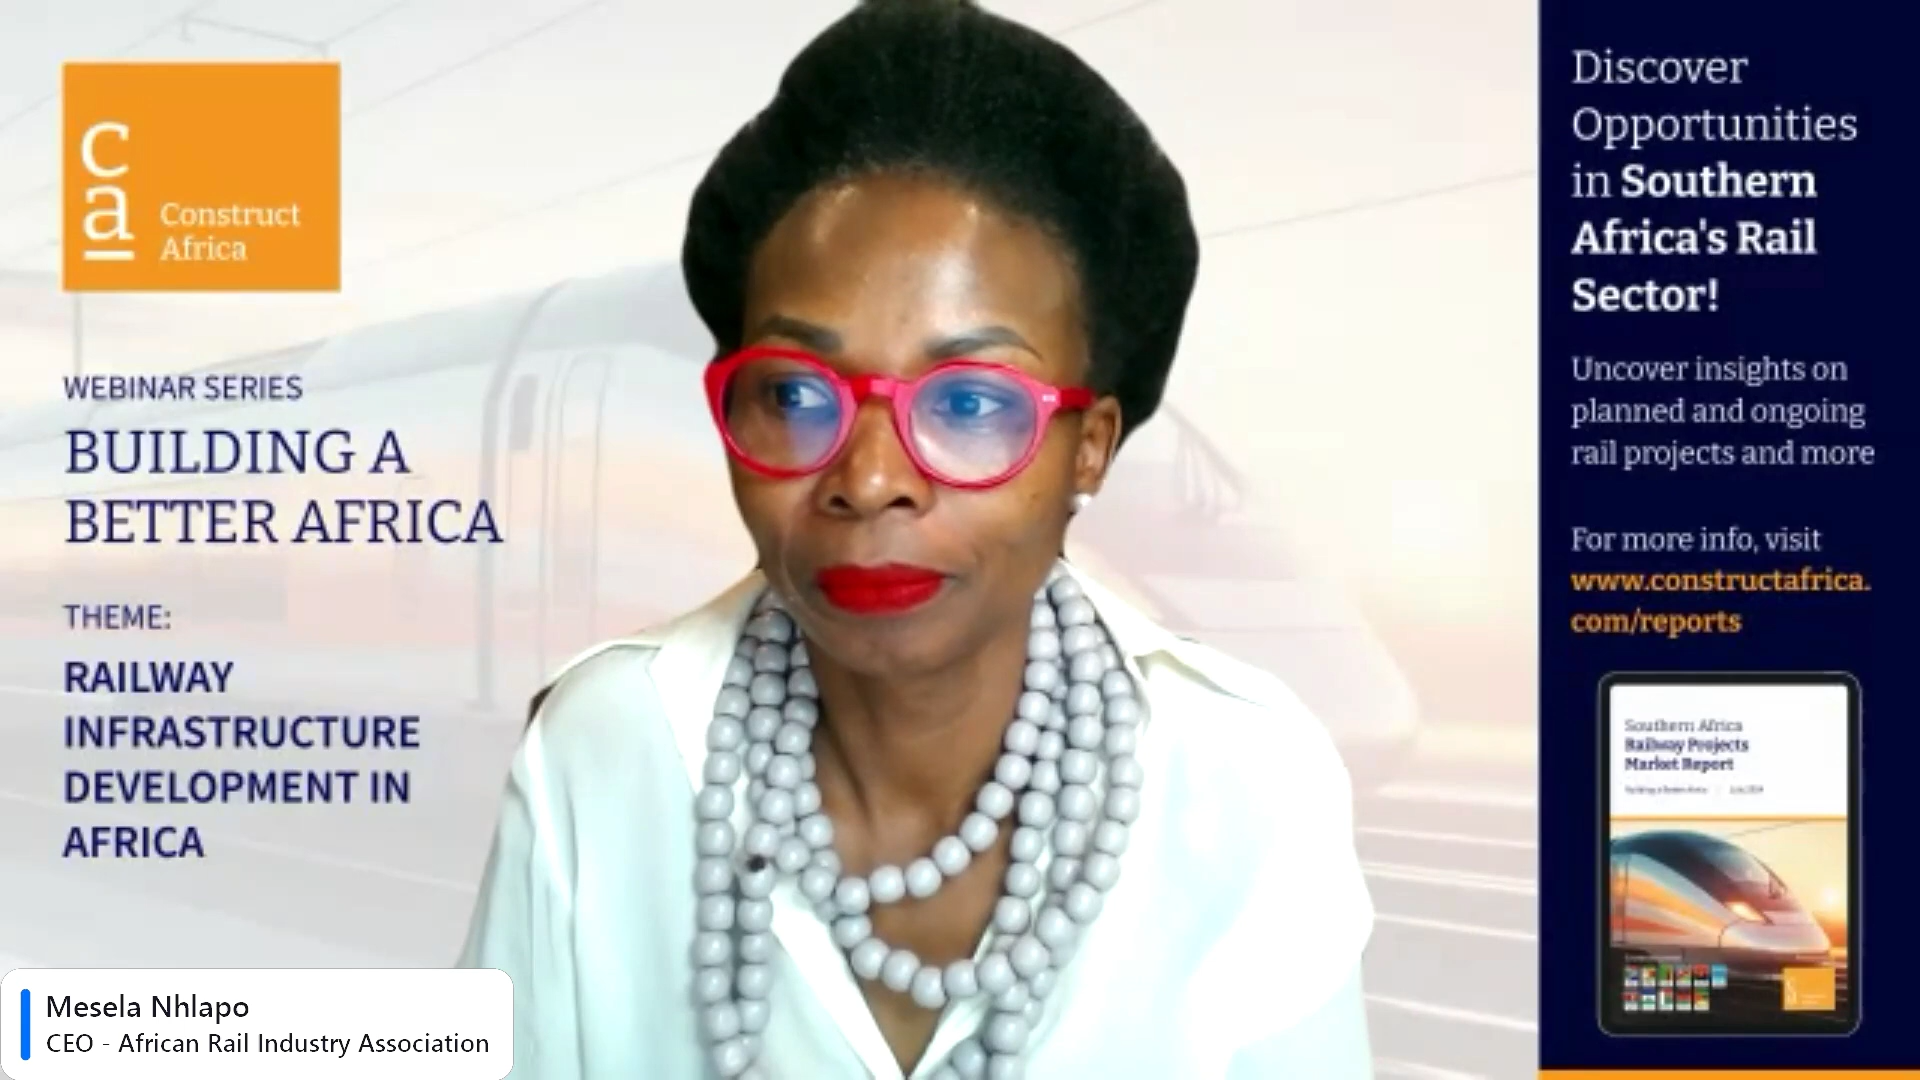 ca
Construct
Africa
WEBINAR SERIES
BUILDING A
BETTER AFRICA
THEME:
RAILWAY
INFRASTRUCTURE
DEVELOPMENT IN
AFRICA
Mesela Nhlapo
CEO - African Rail Industry Association
Discover
Opportunities
in Southern
Africa's Rail
Sector!
Uncover insights on
planned and ongoing
rail projects and more
For more info, visit
www.constructafrica.
com/reports
Southern Africa
Railway Projects
Market Report